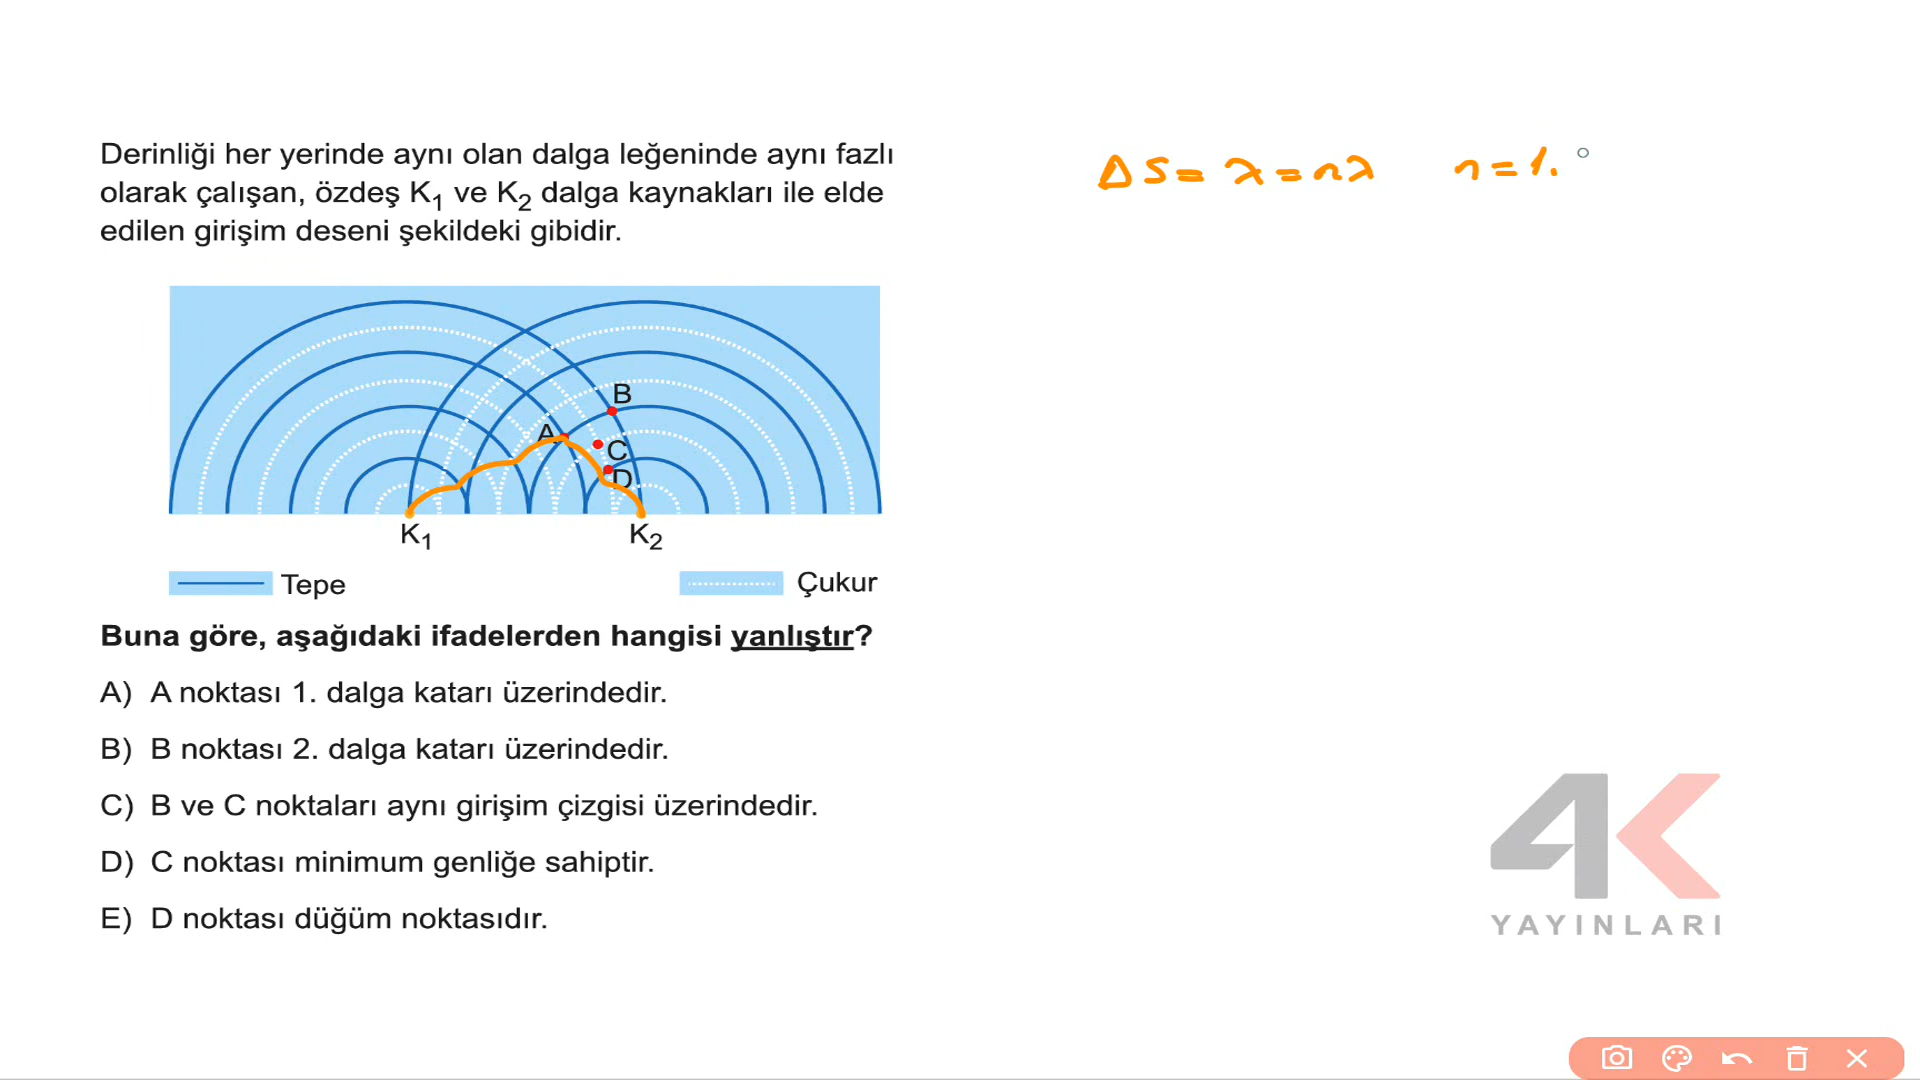 Derinliği her yerinde aynı olan dalga leğeninde aynı fazlı
olarak çalışan, özdeş K1 ve K2 dalga kaynakları ile elde
edilen girişim deseni şekildeki gibidir.
ΔS = λ = nλ n = 1.
B
A
C
D
K1 K2
Tepe Çukur
Buna göre, aşağıdaki ifadelerden hangisi yanlıştır?
A) A noktası 1. dalga katarı üzerindedir.
B) B noktası 2. dalga katarı üzerindedir.
C) B ve C noktaları aynı girişim çizgisi üzerindedir.
D) C noktası minimum genliğe sahiptir.
E) D noktası düğüm noktasıdır.
4K
YAYINLARI